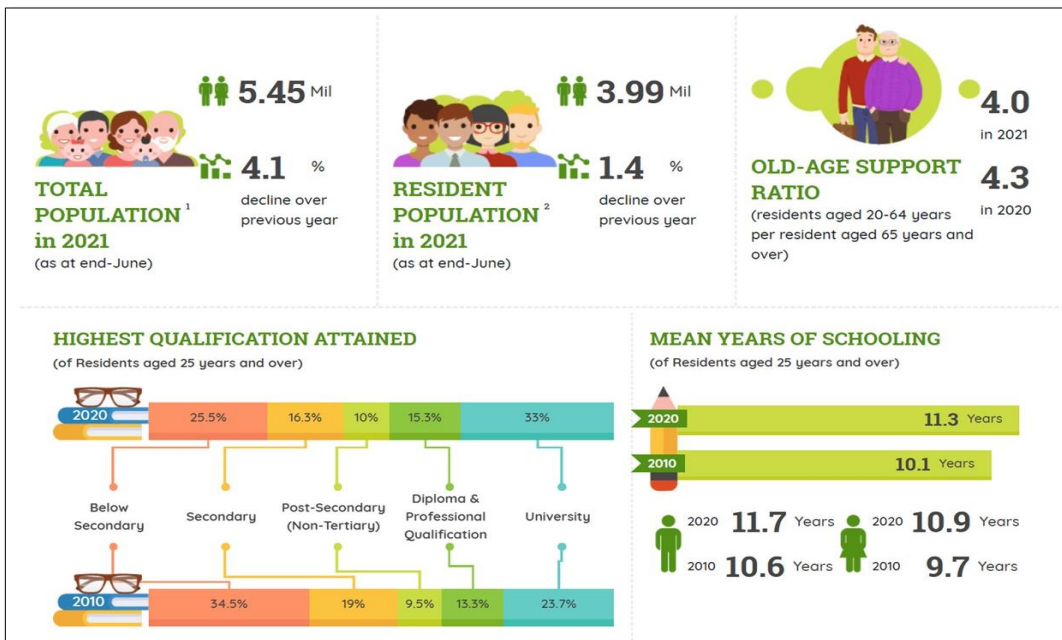 5.45 Mil
4.1 %
decline over
previous year
TOTAL
POPULATION 1
in 2021
(as at end-June)
3.99 Mil
1.4 %
decline over
previous year
RESIDENT
POPULATION 2
in 2021
(as at end-June)
4.0
in 2021
4.3
in 2020
OLD-AGE SUPPORT
RATIO
(residents aged 20-64 years
per resident aged 65 years and
over)
HIGHEST QUALIFICATION ATTAINED
(of Residents aged 25 years and over)
2020
25.5% 16.3% 10% 15.3% 33%
Below
Secondary
Secondary
Post-Secondary
(Non-Tertiary)
Diploma &
Professional
Qualification
University
2010
34.5% 19% 9.5% 13.3% 23.7%
MEAN YEARS OF SCHOOLING
(of Residents aged 25 years and over)
2020 11.3 Years
2010 10.1 Years
2020 11.7 Years
2010 10.6 Years
2020 10.9 Years
2010 9.7 Years